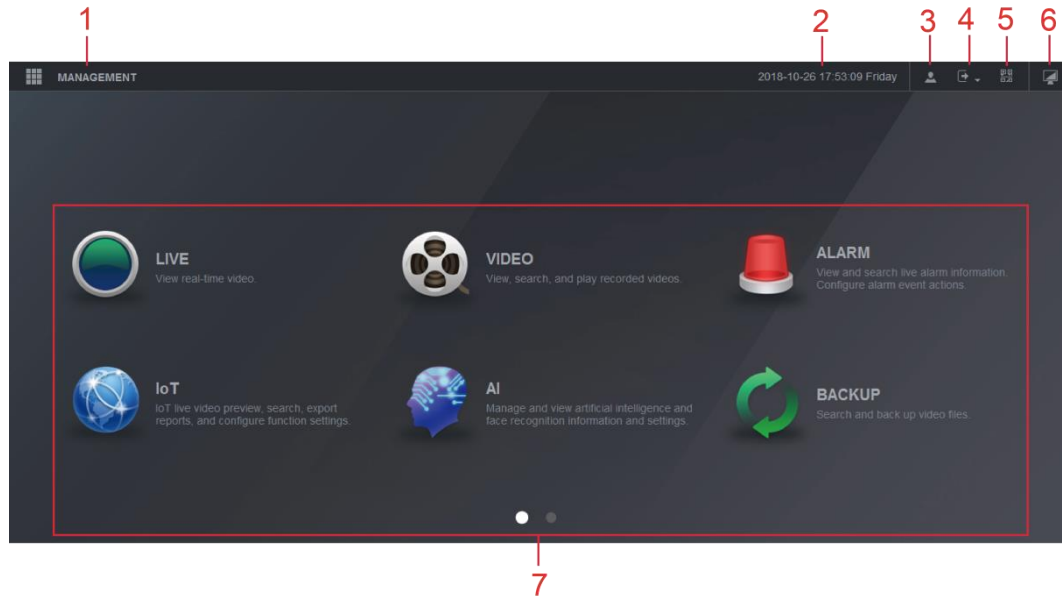 1
2
3
4
5
6
MANAGEMENT
2018-10-26 17:53:09 Friday
LIVE
View real-time video.
VIDEO
View, search, and play recorded videos.
ALARM
View and search live alarm information.
Configure alarm event actions.
IoT
IoT live video preview, search, export
reports, and configure function settings.
AI
Manage and view artificial intelligence and
face recognition information and settings.
BACKUP
Search and back up video files.
7